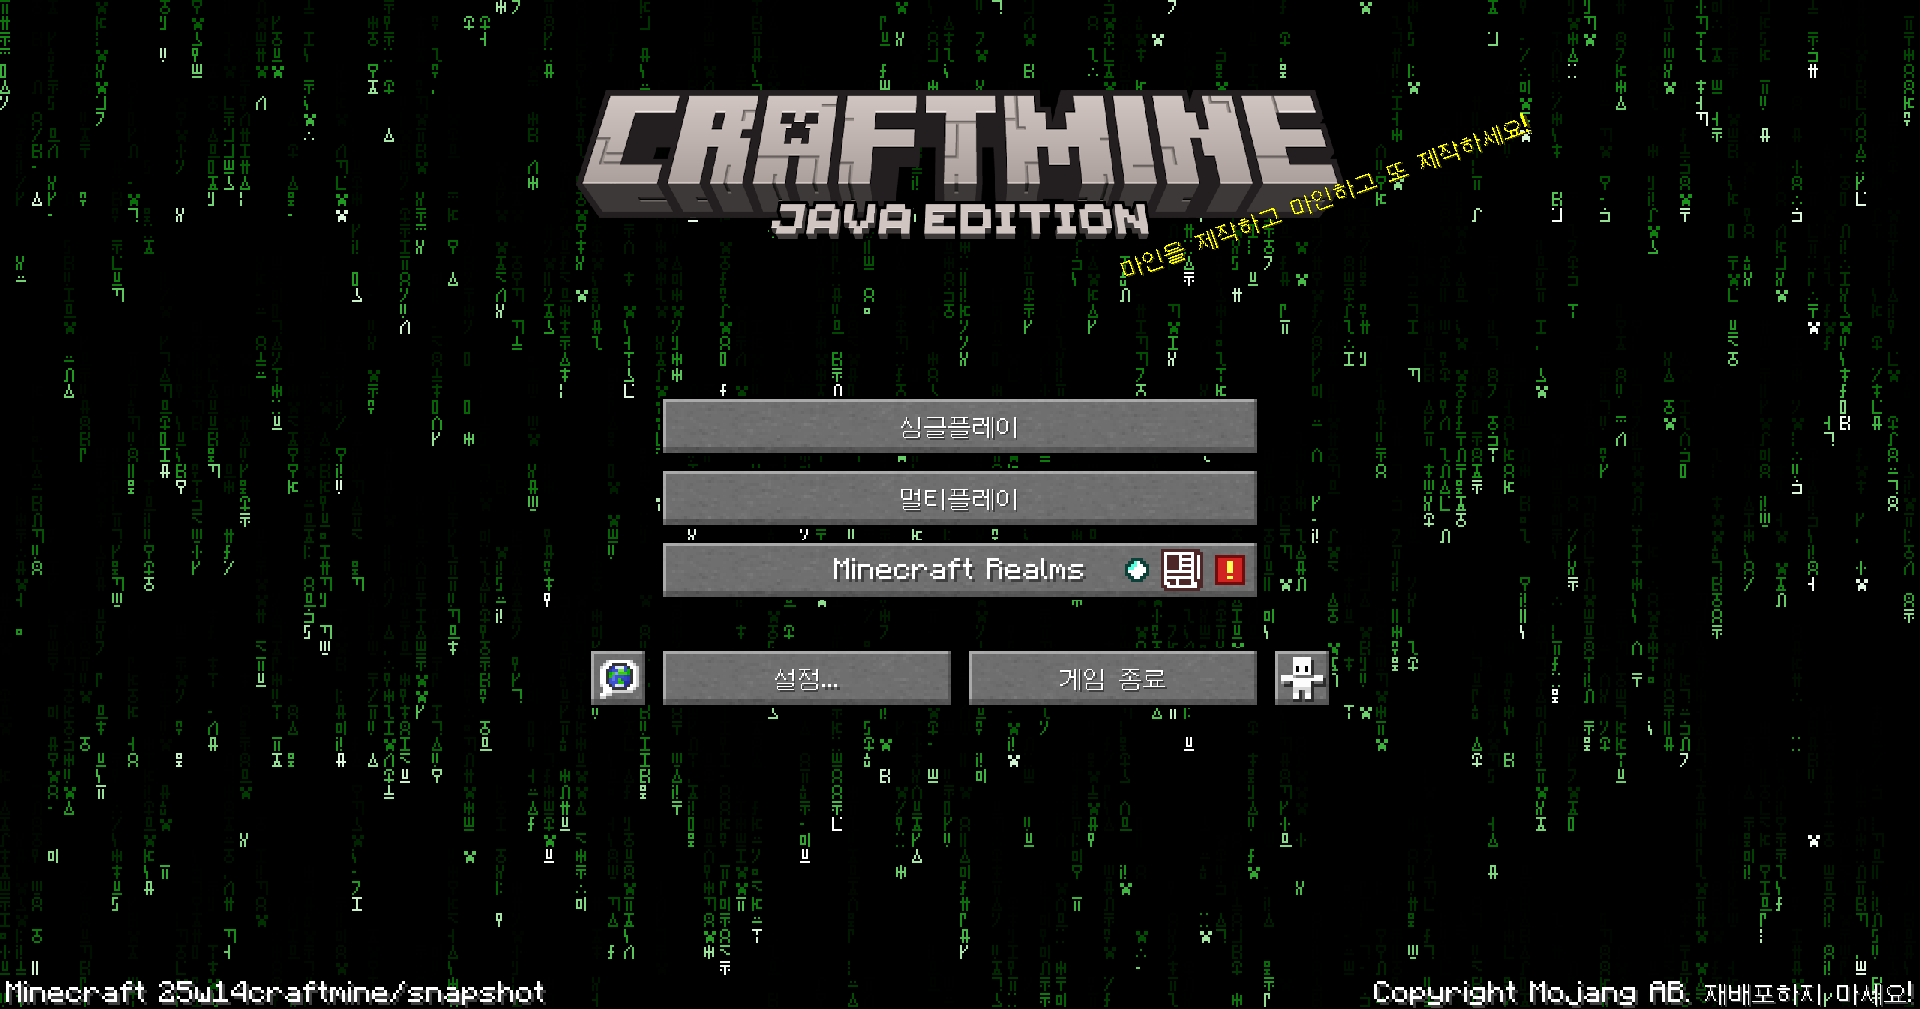 CRAFTMINE
JAVA EDITION
마인을 제작하고 마인하고 또 제작하세요!
싱글플레이
멀티플레이
Minecraft Realms
설정...
게임 종료
Minecraft 25w14craftmine/snapshot
Copyright Mojang AB. 재배포하지 마세요!